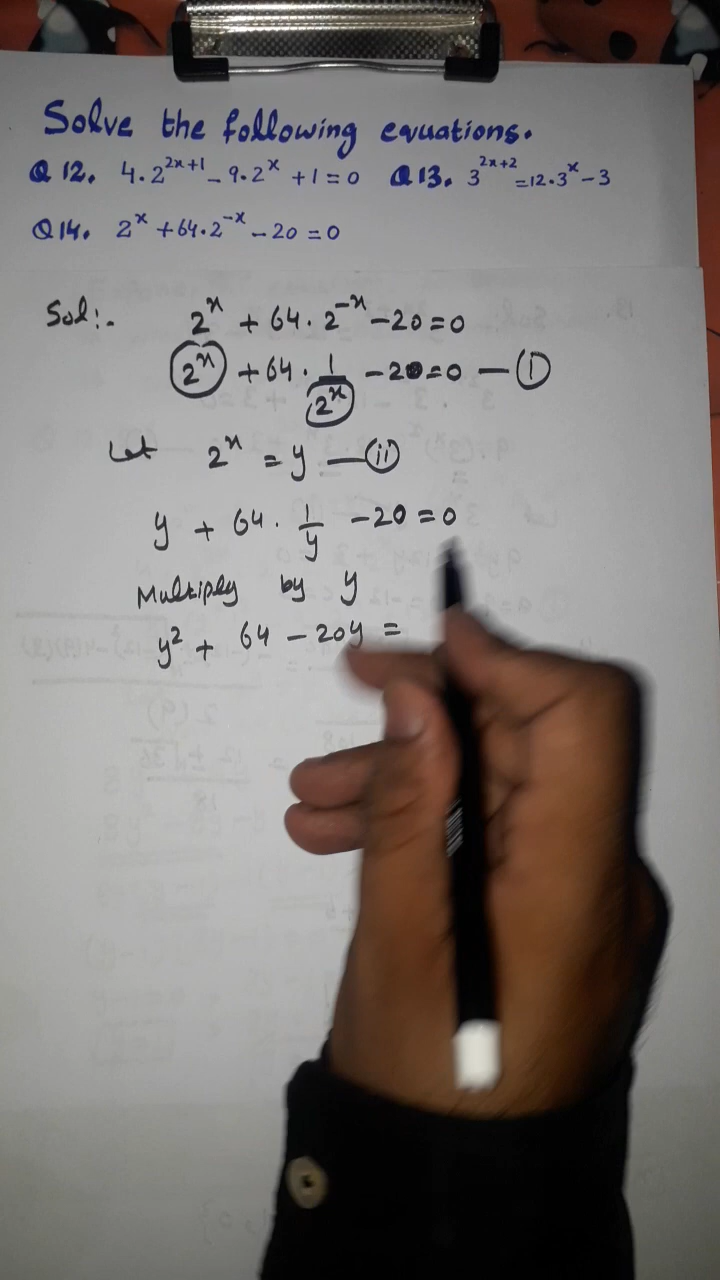 Solve the following equations.
Q 12. 4.2^{2x+1} - 9.2^x + 1 = 0 Q 13. 3^{2x+2} = 12.3^x - 3
Q 14. 2^x + 64.2^{-x} - 20 = 0
Sol:. 2^x + 64. 2^{-x} - 20 = 0
2^x + 64 . 1/2^x - 20 = 0 — (i)
Let 2^x = y — (ii)
y + 64 . 1/y - 20 = 0
Multiply by y
y² + 64 - 20y =